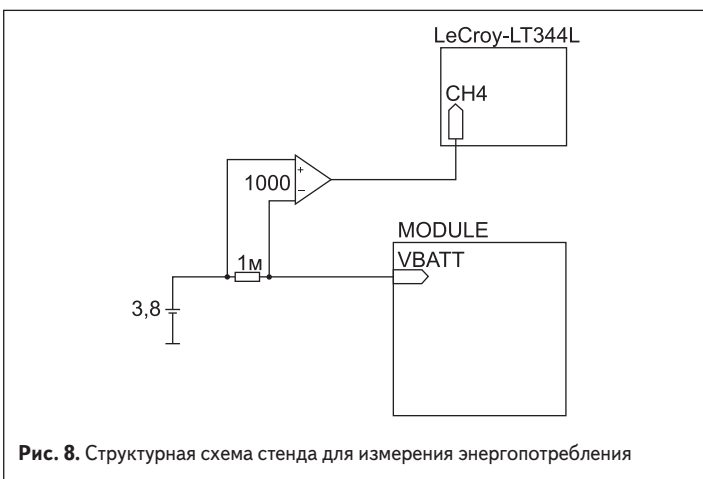 LeCroy-LT344L
CH4
+
1000
–
MODULE
1м
VBATT
3,8
Рис. 8. Структурная схема стенда для измерения энергопотребления